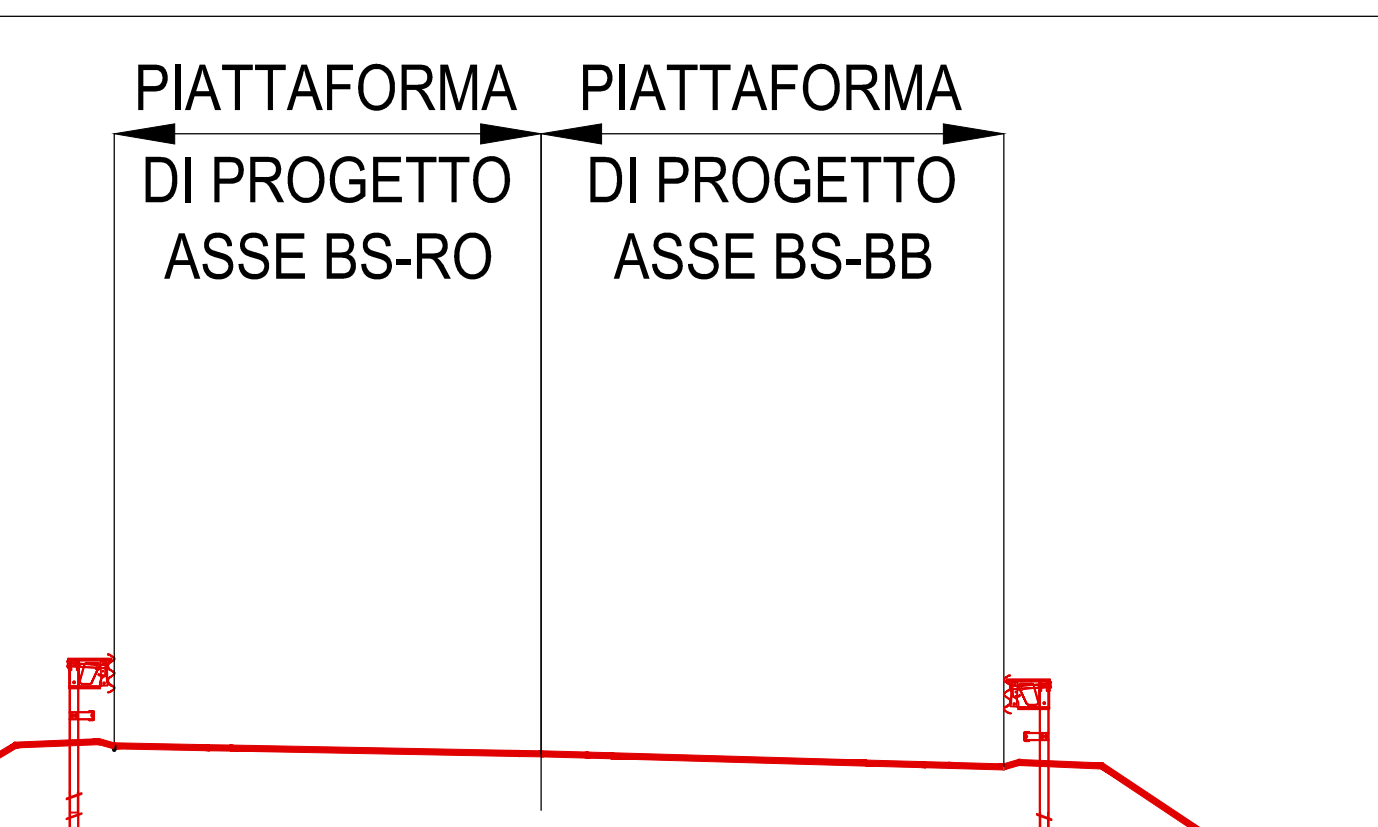 PIATTAFORMA
DI PROGETTO
ASSE BS-RO
PIATTAFORMA
DI PROGETTO
ASSE BS-BB